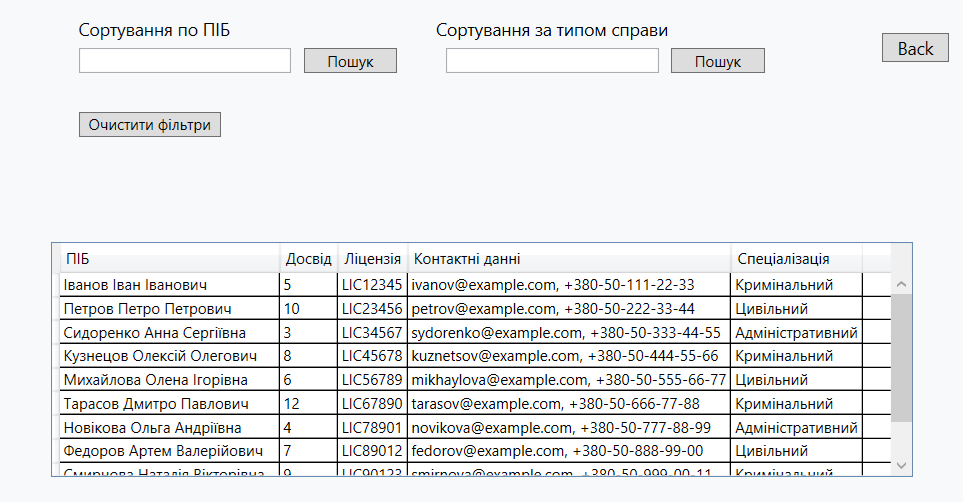 Сортування по ПІБ Сортування за типом справи
Пошук Пошук Back
Очистити фільтри
ПІБ Досвід Ліцензія Контактні данні Спеціалізація
Іванов Іван Іванович 5 LIC12345 ivanov@example.com, +380-50-111-22-33 Кримінальний
Петров Петро Петрович 10 LIC23456 petrov@example.com, +380-50-222-33-44 Цивільний
Сидоренко Анна Сергіївна 3 LIC34567 sydorenko@example.com, +380-50-333-44-55 Адміністративний
Кузнецов Олексій Олегович 8 LIC45678 kuznetsov@example.com, +380-50-444-55-66 Кримінальний
Михайлова Олена Ігорівна 6 LIC56789 mikhaylova@example.com, +380-50-555-66-77 Цивільний
Тарасов Дмитро Павлович 12 LIC67890 tarasov@example.com, +380-50-666-77-88 Кримінальний
Новікова Ольга Андріївна 4 LIC78901 novikova@example.com, +380-50-777-88-99 Адміністративний
Федоров Артем Валерійович 7 LIC89012 fedorov@example.com, +380-50-888-99-00 Цивільний
Смирнова Наталія Вікторівна 9 LIC90123 smirnova@example.com, +380-50-999-00-11 Кримінальний